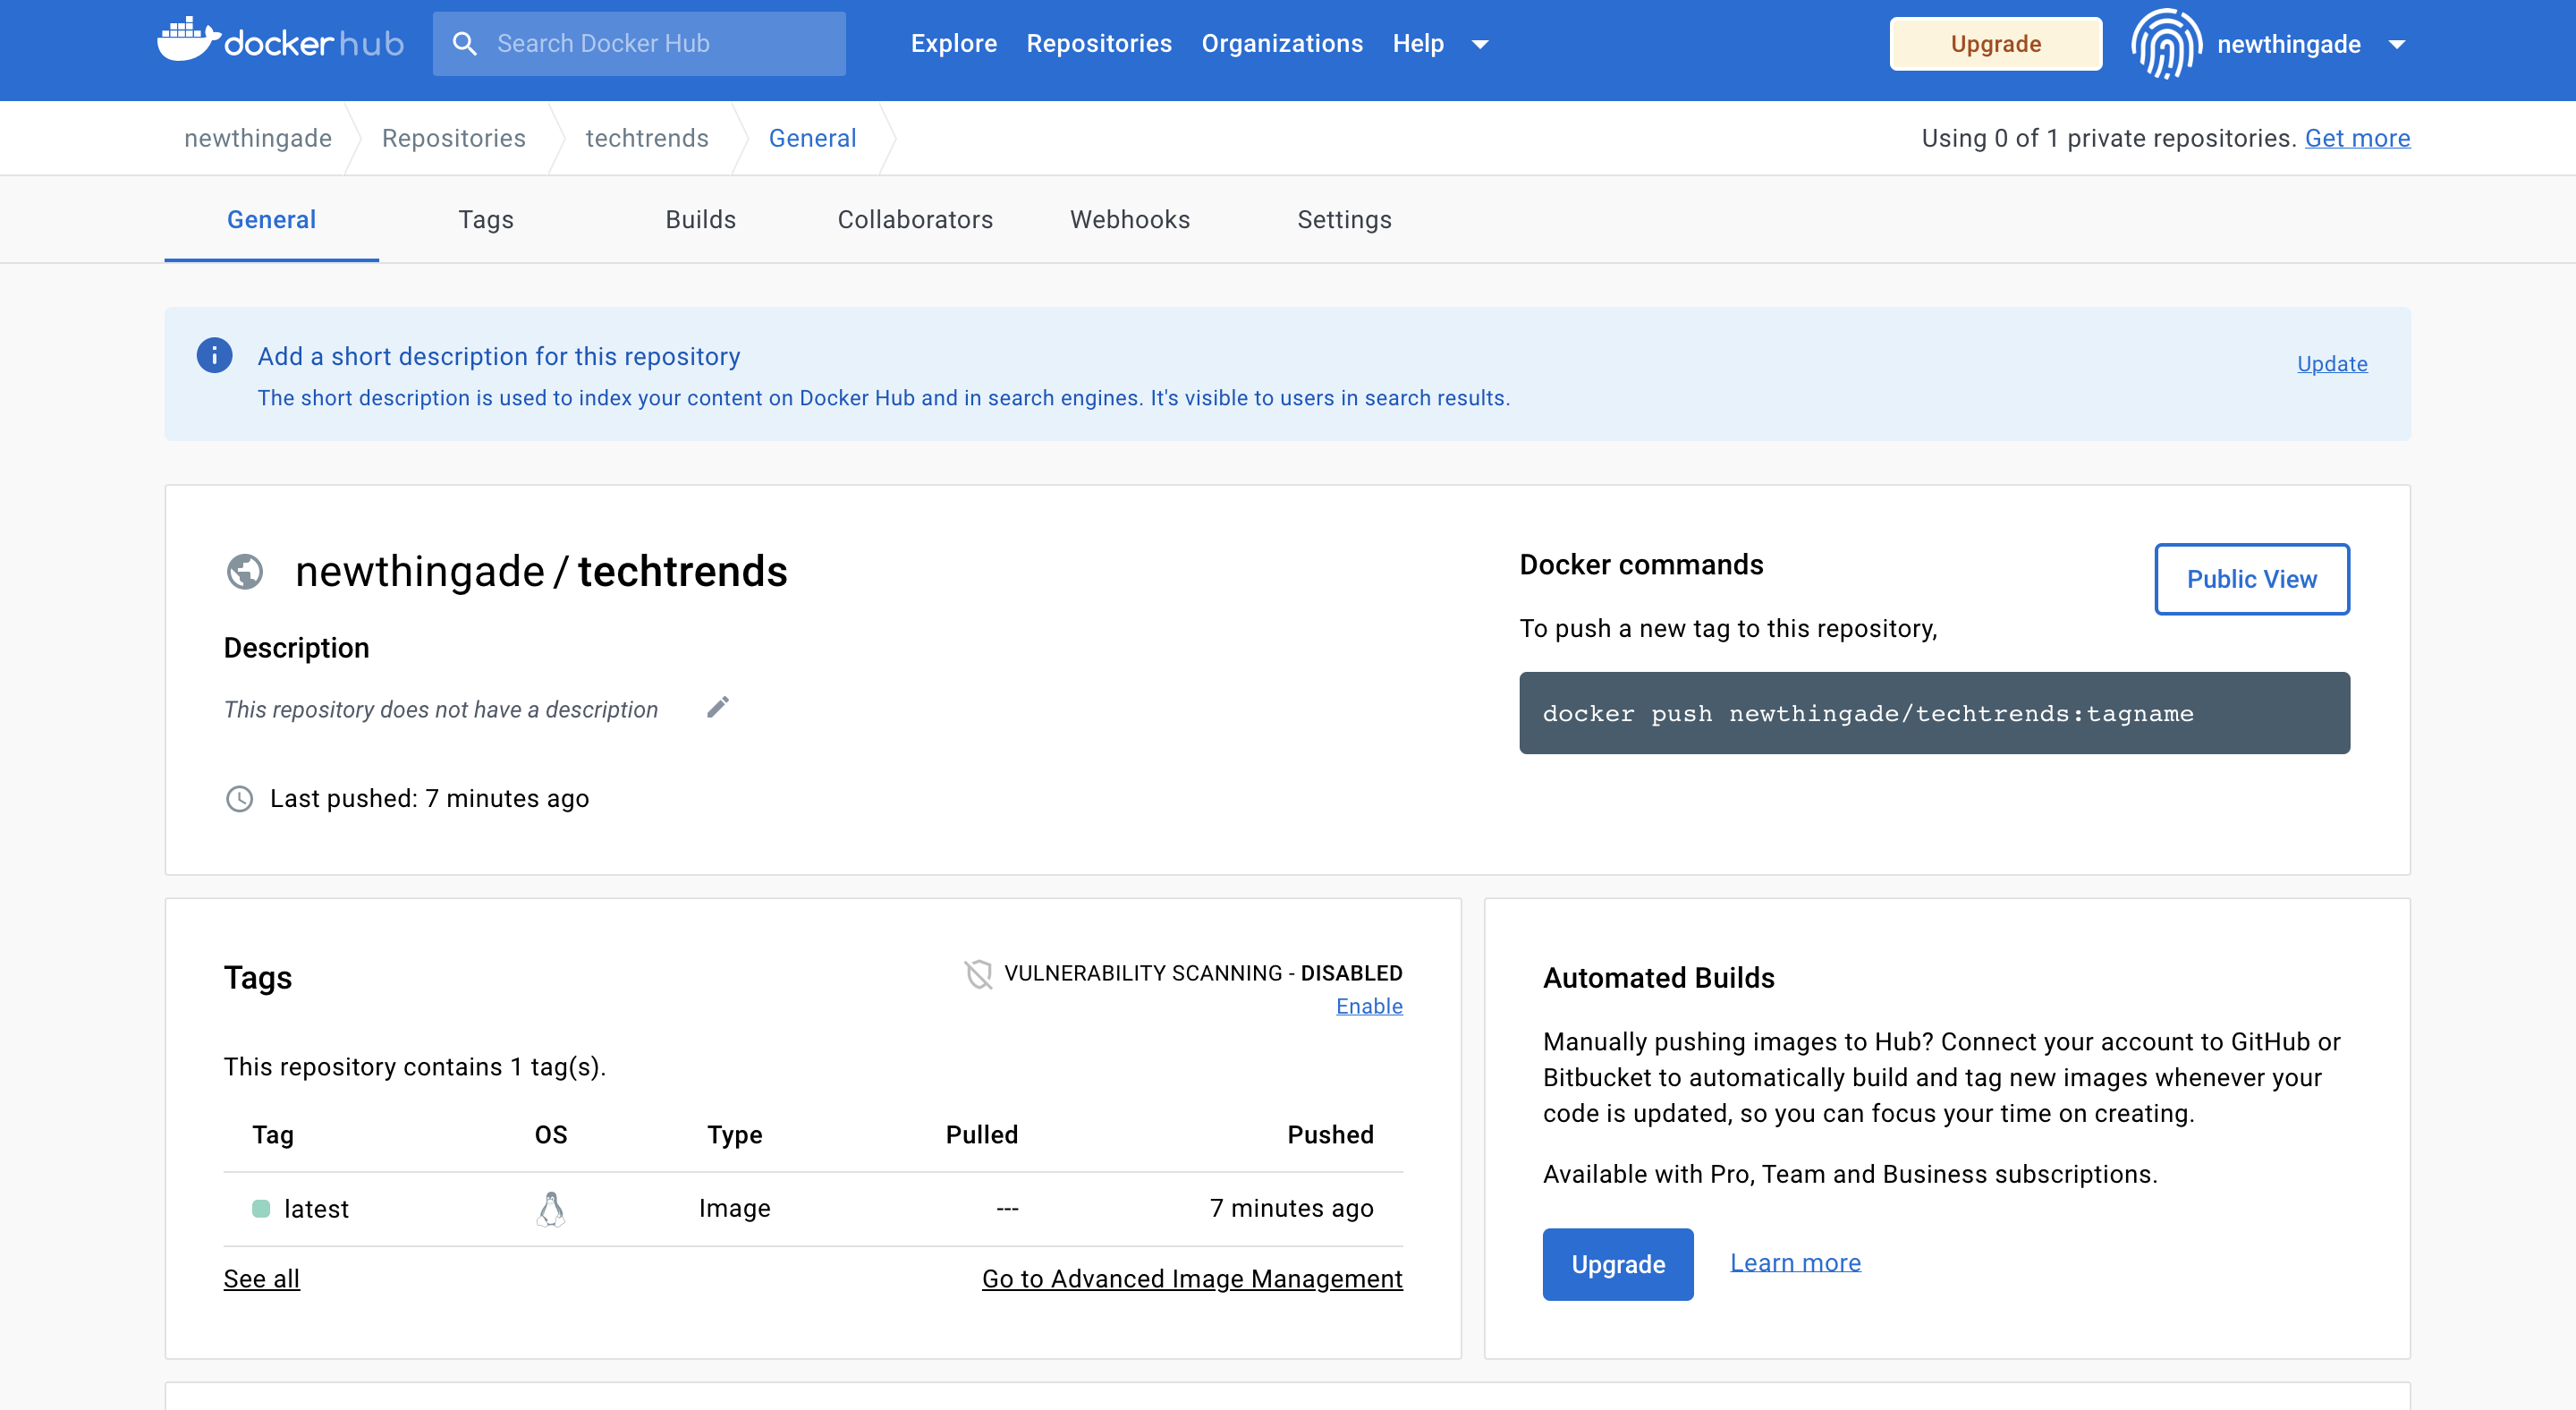 docker hub
Search Docker Hub
Explore
Repositories
Organizations
Help
Upgrade
newthingade
newthingade
Repositories
techtrends
General
Using 0 of 1 private repositories. Get more
General
Tags
Builds
Collaborators
Webhooks
Settings
Add a short description for this repository
Update
The short description is used to index your content on Docker Hub and in search engines. It's visible to users in search results.
newthingade / techtrends
Description
This repository does not have a description
Last pushed: 7 minutes ago
Docker commands
Public View
To push a new tag to this repository,
docker push newthingade/techtrends:tagname
Tags
VULNERABILITY SCANNING - DISABLED
Enable
This repository contains 1 tag(s).
Tag OS Type Pulled Pushed
latest Image --- 7 minutes ago
See all
Go to Advanced Image Management
Automated Builds
Manually pushing images to Hub? Connect your account to GitHub or
Bitbucket to automatically build and tag new images whenever your
code is updated, so you can focus your time on creating.
Available with Pro, Team and Business subscriptions.
Upgrade
Learn more